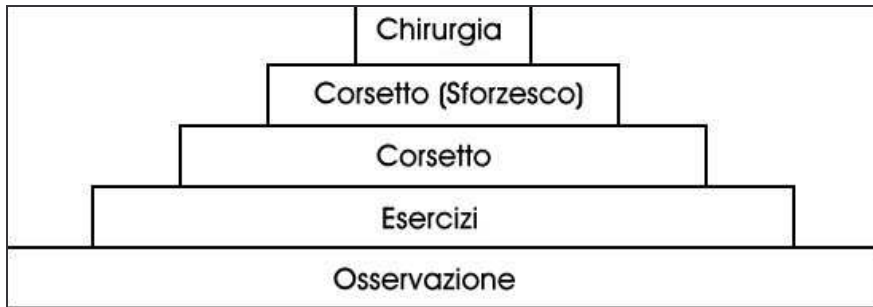 Chirurgia
Corsetto (Sforzesco)
Corsetto
Esercizi
Osservazione